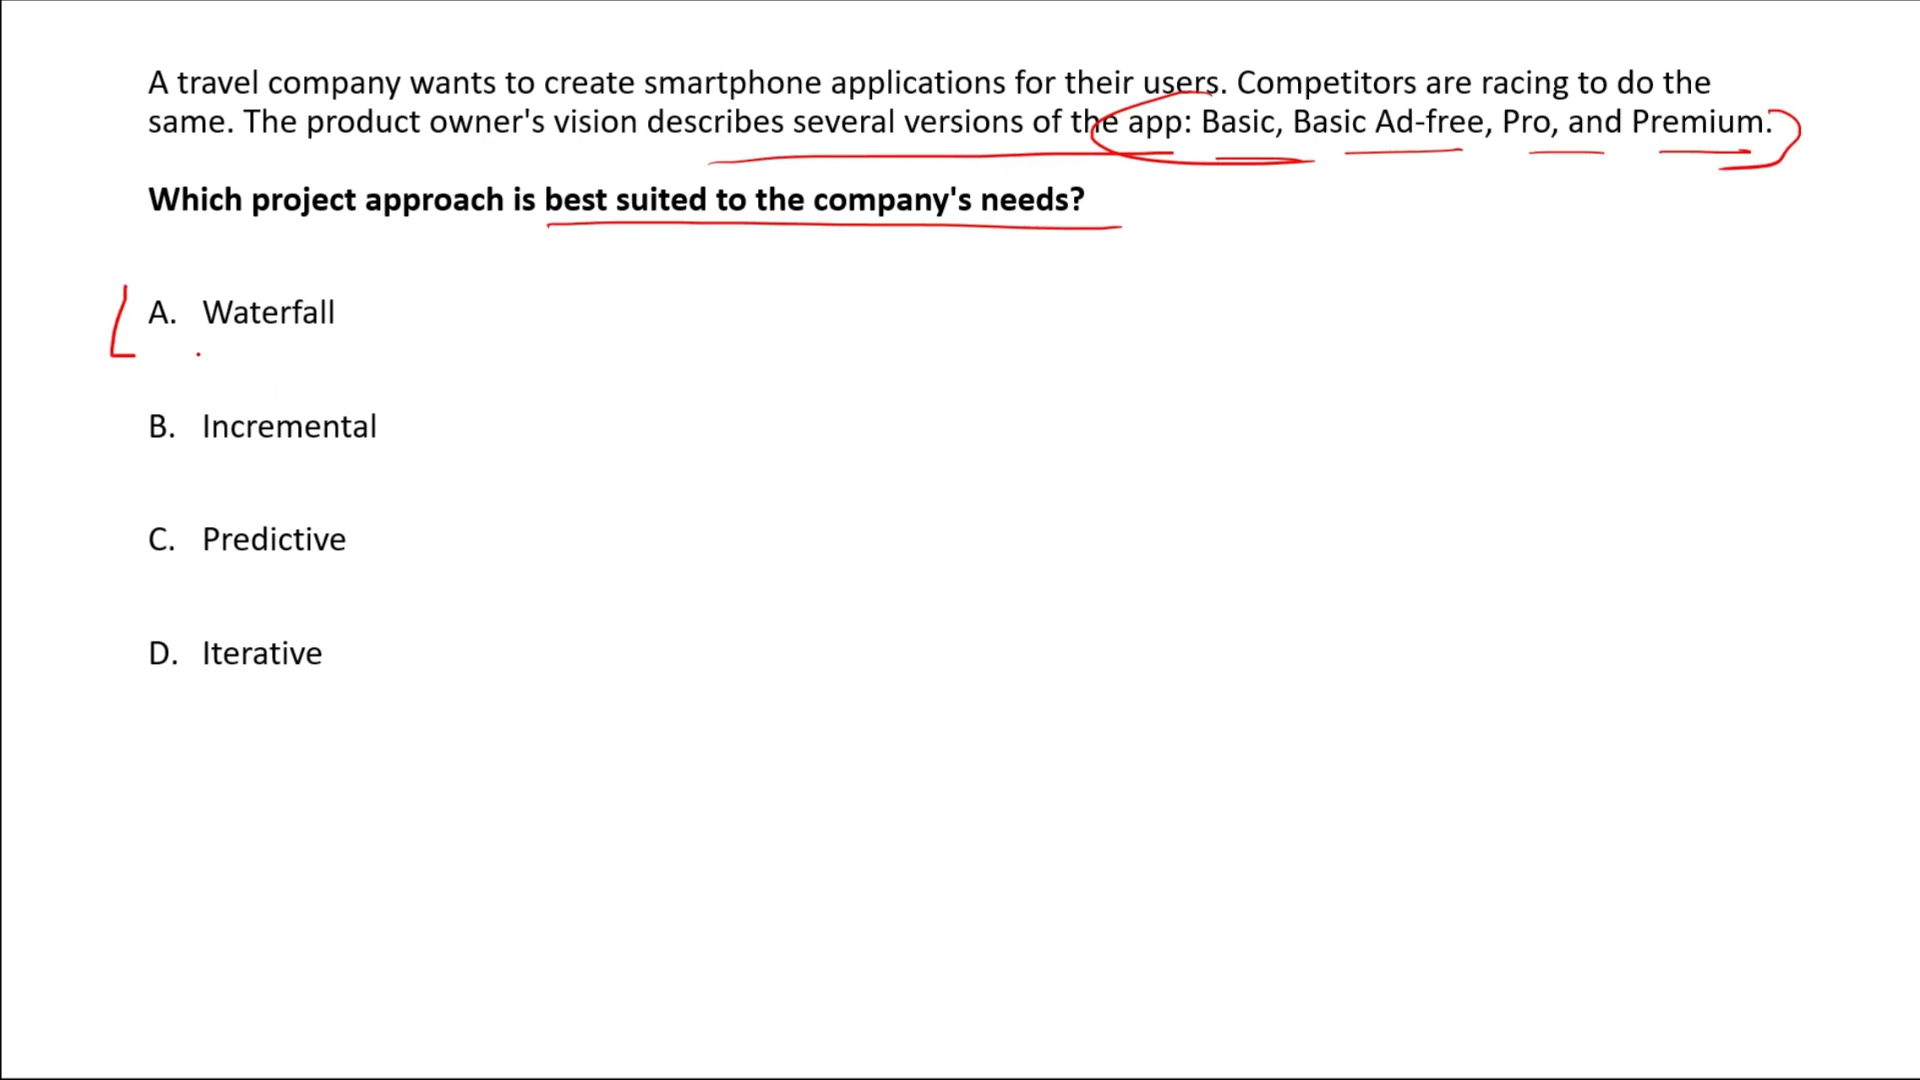 A travel company wants to create smartphone applications for their users. Competitors are racing to do the
same. The product owner's vision describes several versions of the app: Basic, Basic Ad-free, Pro, and Premium.
Which project approach is best suited to the company's needs?
A. Waterfall
B. Incremental
C. Predictive
D. Iterative